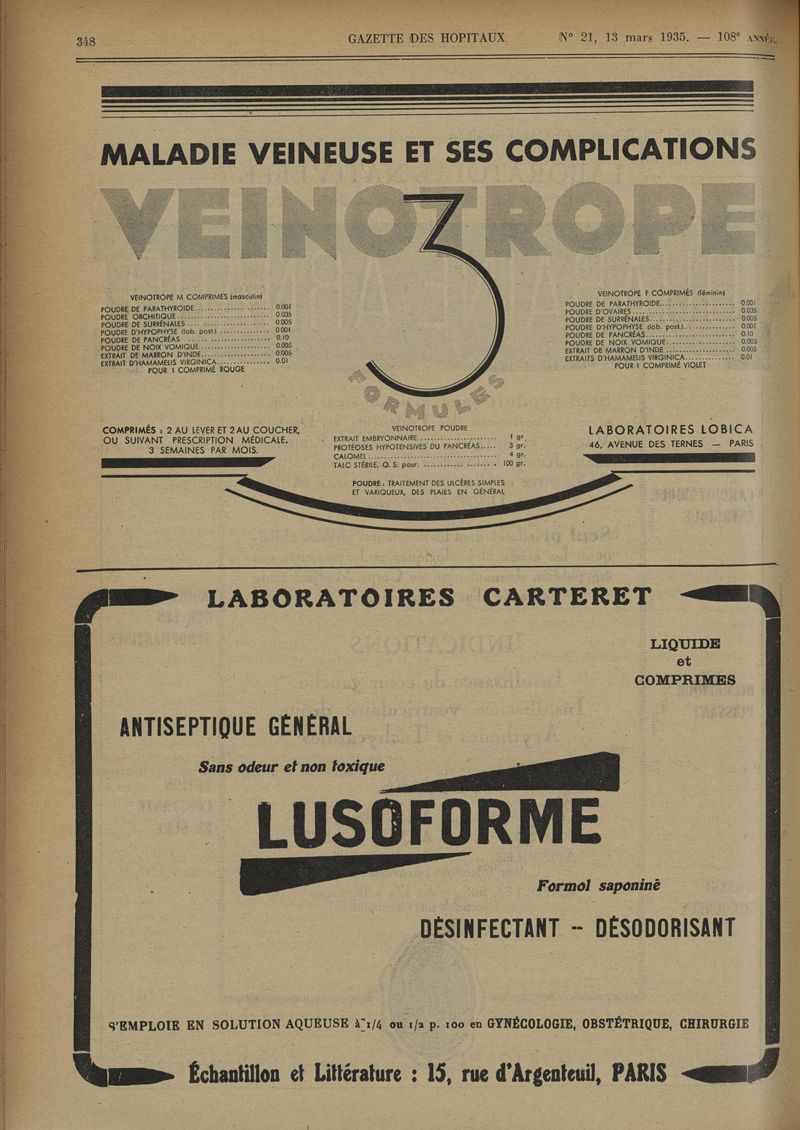 348
GAZETTE DES HOPITAUX
N° 21, 13 mars 1935. — 108e ANNÉE.
MALADIE VEINEUSE ET SES COMPLICATIONS
VEINOTROPE
3
FORMULES
VEINOTROPE M COMPRIMES (masculin)
POUDRE DE PARATHYROIDE.................... 0.001
POUDRE ORCHITIQUE .................... 0.035
POUDRE DE SURRÉNALES .................... 0.005
POUDRE D'HYPOPHYSE (lob. post.) .................... 0.001
POUDRE DE PANCRÉAS .................... 0.10
POUDRE DE NOIX VOMIQUE.................... 0.005
EXTRAIT DE MARRON D'INDE.................... 0.005
EXTRAIT D'HAMAMELIS VIRGINICA.................... 0.01
POUR 1 COMPRIMÉ ROUGE
VEINOTROPE F COMPRIMÉS (féminin)
POUDRE DE PARATHYROIDE.................... 0.001
POUDRE D'OVAIRES.................... 0.035
POUDRE DE SURRÉNALES.................... 0.005
POUDRE D'HYPOPHYSE (lob. post.).................... 0.001
POUDRE DE PANCRÉAS.................... 0.10
POUDRE DE NOIX VOMIQUE.................... 0.005
EXTRAIT DE MARRON D'INDE .................... 0.005
EXTRAITS D'HAMAMELIS VIRGINICA.................... 0.01
POUR 1 COMPRIMÉ VIOLET
COMPRIMÉS : 2 AU LEVER ET 2 AU COUCHER,
OU SUIVANT PRESCRIPTION MÉDICALE.
3 SEMAINES PAR MOIS.
VEINOTROPE POUDRE
EXTRAIT EMBRYONNAIRE .................... 1 gr.
PROTÉOSES HYPOTENSIVES DU PANCRÉAS..... 3 gr.
CALOMEL .................... 4 gr.
TALC STÉRILE, Q. S. pour. .................... 100 gr.
POUDRE : TRAITEMENT DES ULCÈRES SIMPLES
ET VARIQUEUX, DES PLAIES EN GÉNÉRAL
LABORATOIRES LOBICA
46, AVENUE DES TERNES — PARIS
LABORATOIRES CARTERET
LIQUIDE
et
COMPRIMES
ANTISEPTIQUE GÉNÉRAL
Sans odeur et non toxique
LUSOFORME
Formol saponiné
DÉSINFECTANT -- DÉSODORISANT
S'EMPLOIE EN SOLUTION AQUEUSE à 1/4 ou 1/2 p. 100 en GYNÉCOLOGIE, OBSTÉTRIQUE, CHIRURGIE
Échantillon et Littérature : 15, rue d'Argenteuil, PARIS